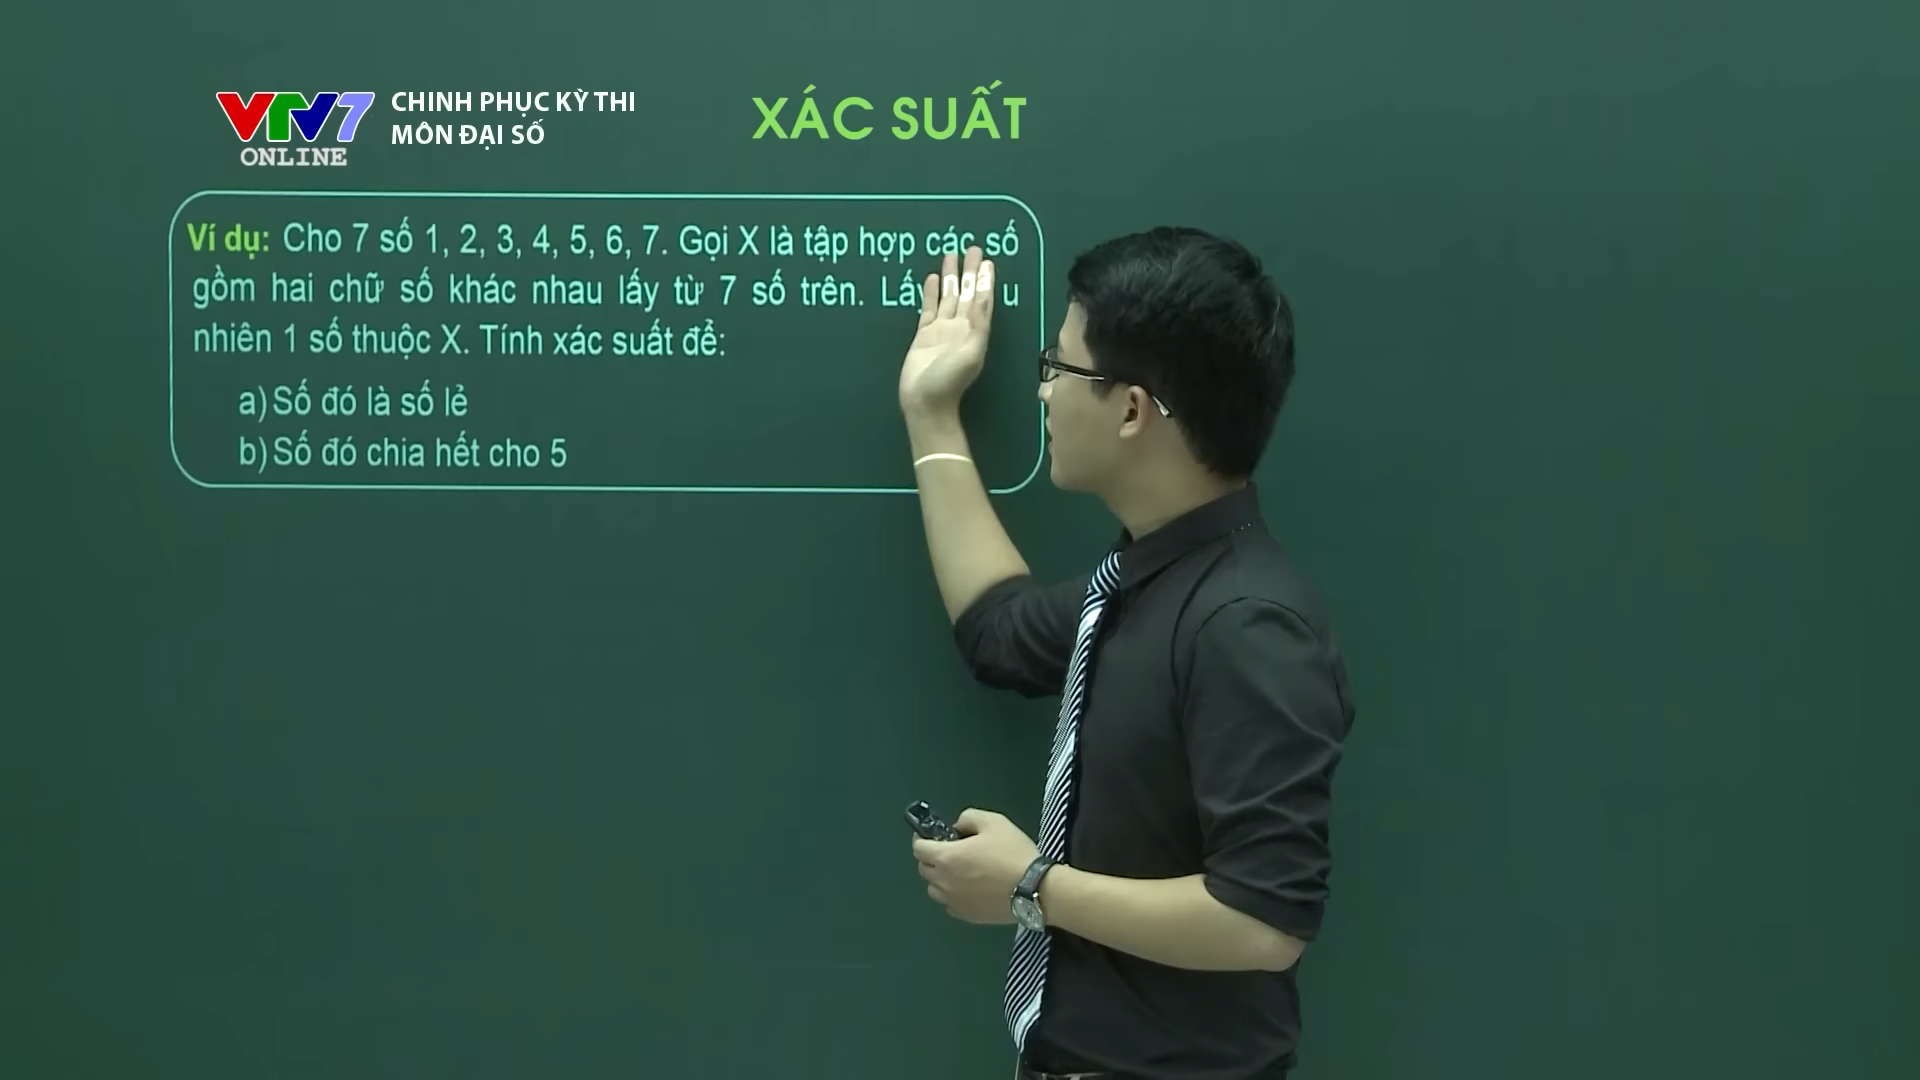 VTV7
ONLINE
CHINH PHỤC KỲ THI
MÔN ĐẠI SỐ
XÁC SUẤT
Ví dụ: Cho 7 số 1, 2, 3, 4, 5, 6, 7. Gọi X là tập hợp các số
gồm hai chữ số khác nhau lấy từ 7 số trên. Lấy
nhiên 1 số thuộc X. Tính xác suất để:
a) Số đó là số lẻ
b) Số đó chia hết cho 5